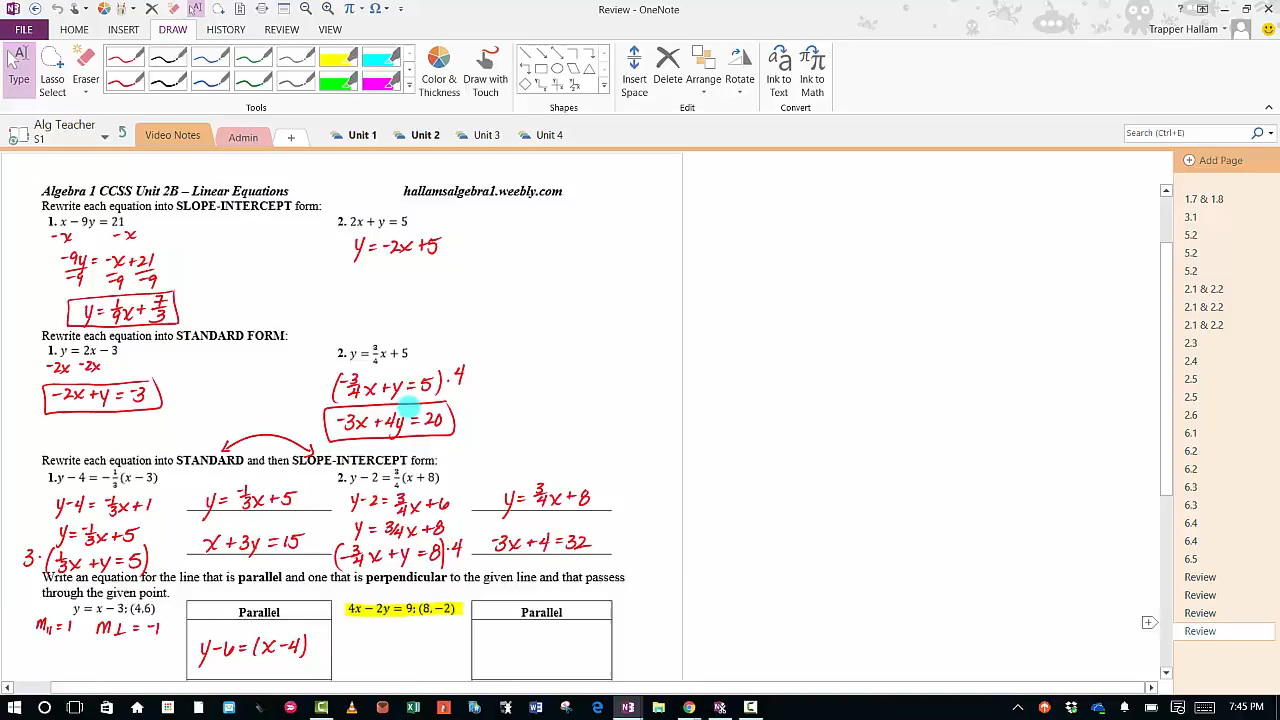 Review - OneNote
Trapper Hallam
FILE HOME INSERT DRAW HISTORY REVIEW VIEW
Type Lasso Select Eraser Color & Thickness Draw with Touch Insert Space Delete Arrange Rotate Ink to Text Ink to Math
Tools Shapes Edit Convert
Alg Teacher
S1
Video Notes Admin + Unit 1 Unit 2 Unit 3 Unit 4
Search (Ctrl+E)
Add Page
Algebra 1 CCSS Unit 2B – Linear Equations hallamsalgebra1.weebly.com
Rewrite each equation into SLOPE-INTERCEPT form:
1. x − 9y = 21 2. 2x + y = 5
-x -x
y = -2x + 5
-9y = -x + 21
-9 -9 -9
y = 1/9x + 7/3
Rewrite each equation into STANDARD FORM:
1. y = 2x − 3 2. y = 3/4x + 5
-2x -2x
(-3/4x + y = 5) · 4
-2x + y = -3
-3x + 4y = 20
Rewrite each equation into STANDARD and then SLOPE-INTERCEPT form:
1. y − 4 = −1/3(x − 3) 2. y − 2 = 3/4(x + 8)
y-4 = -1/3x + 1 y = -1/3x + 5 y-2 = 3/4x + 6 y = 3/4x + 8
y = -1/3x + 5 y = 3/4x + 8
x + 3y = 15 -3x + 4 = 32
3 · (1/3x + y = 5) (-3/4x + y = 8) · 4
Write an equation for the line that is parallel and one that is perpendicular to the given line and that passess
through the given point.
y = x − 3; (4,6) Parallel 4x − 2y = 9; (8, −2) Parallel
m|| = 1 m⊥ = -1
y-6 = (x-4)
1.7 & 1.8
3.1
5.2
5.2
5.2
2.1 & 2.2
2.1 & 2.2
2.1 & 2.2
2.3
2.4
2.5
2.5
2.6
6.1
6.2
6.2
6.3
6.3
6.4
6.5
Review
Review
Review
Review
7:45 PM